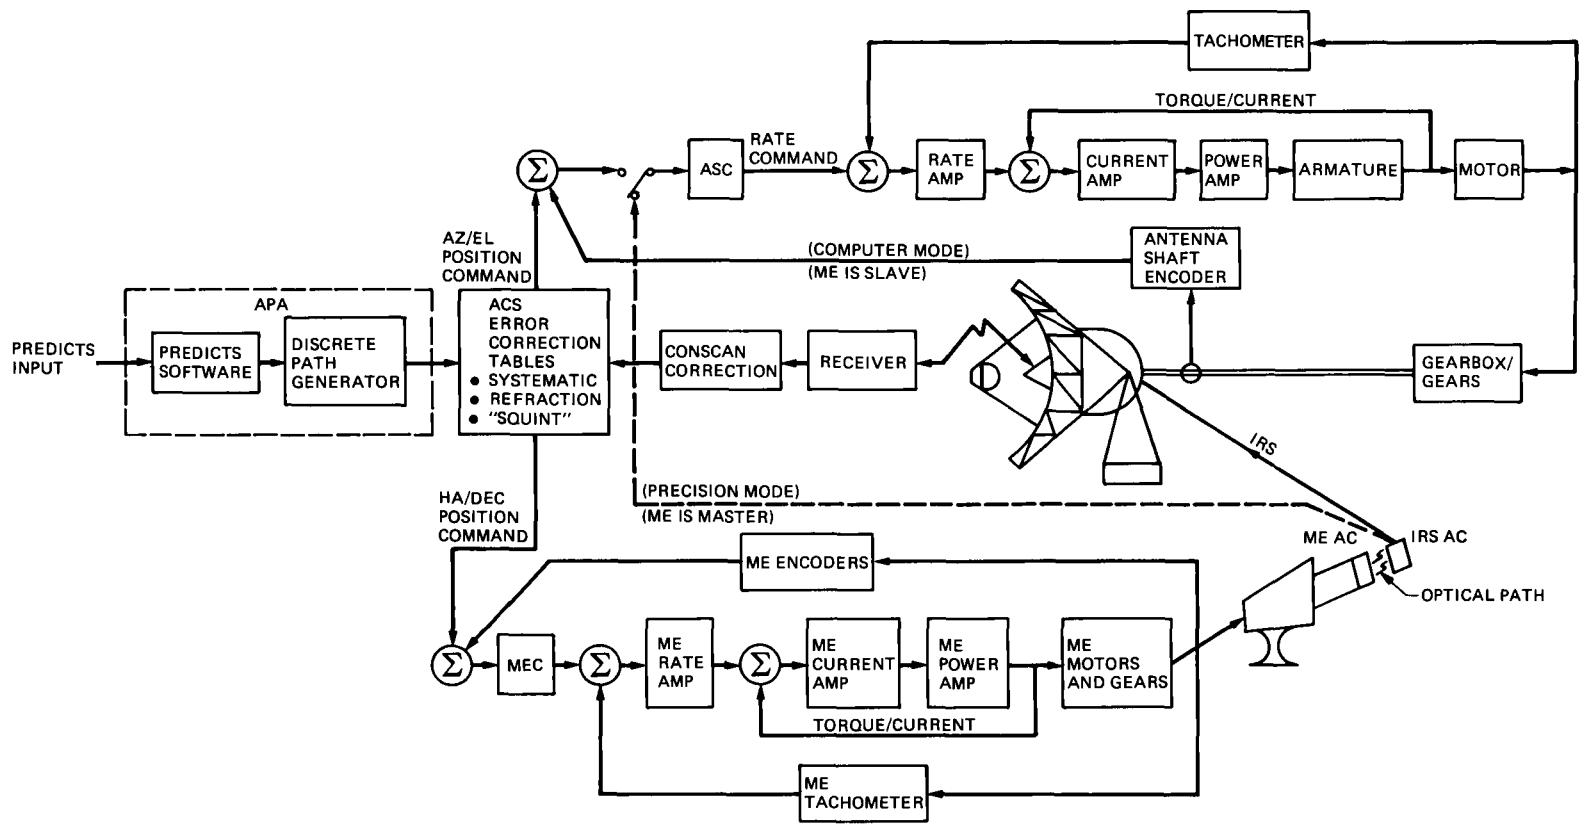 TACHOMETER
TORQUE/CURRENT
Σ
ASC
RATE
COMMAND
Σ
RATE
AMP
Σ
CURRENT
AMP
POWER
AMP
ARMATURE
MOTOR
AZ/EL
POSITION
COMMAND
(COMPUTER MODE)
(ME IS SLAVE)
ANTENNA
SHAFT
ENCODER
APA
PREDICTS
INPUT
PREDICTS
SOFTWARE
DISCRETE
PATH
GENERATOR
ACS
ERROR
CORRECTION
TABLES
● SYSTEMATIC
● REFRACTION
● "SQUINT"
CONSCAN
CORRECTION
RECEIVER
GEARBOX/
GEARS
IRS
(PRECISION MODE)
(ME IS MASTER)
HA/DEC
POSITION
COMMAND
ME AC
IRS AC
OPTICAL PATH
ME ENCODERS
Σ
MEC
Σ
ME
RATE
AMP
Σ
ME
CURRENT
AMP
ME
POWER
AMP
ME
MOTORS
AND GEARS
TORQUE/CURRENT
ME
TACHOMETER